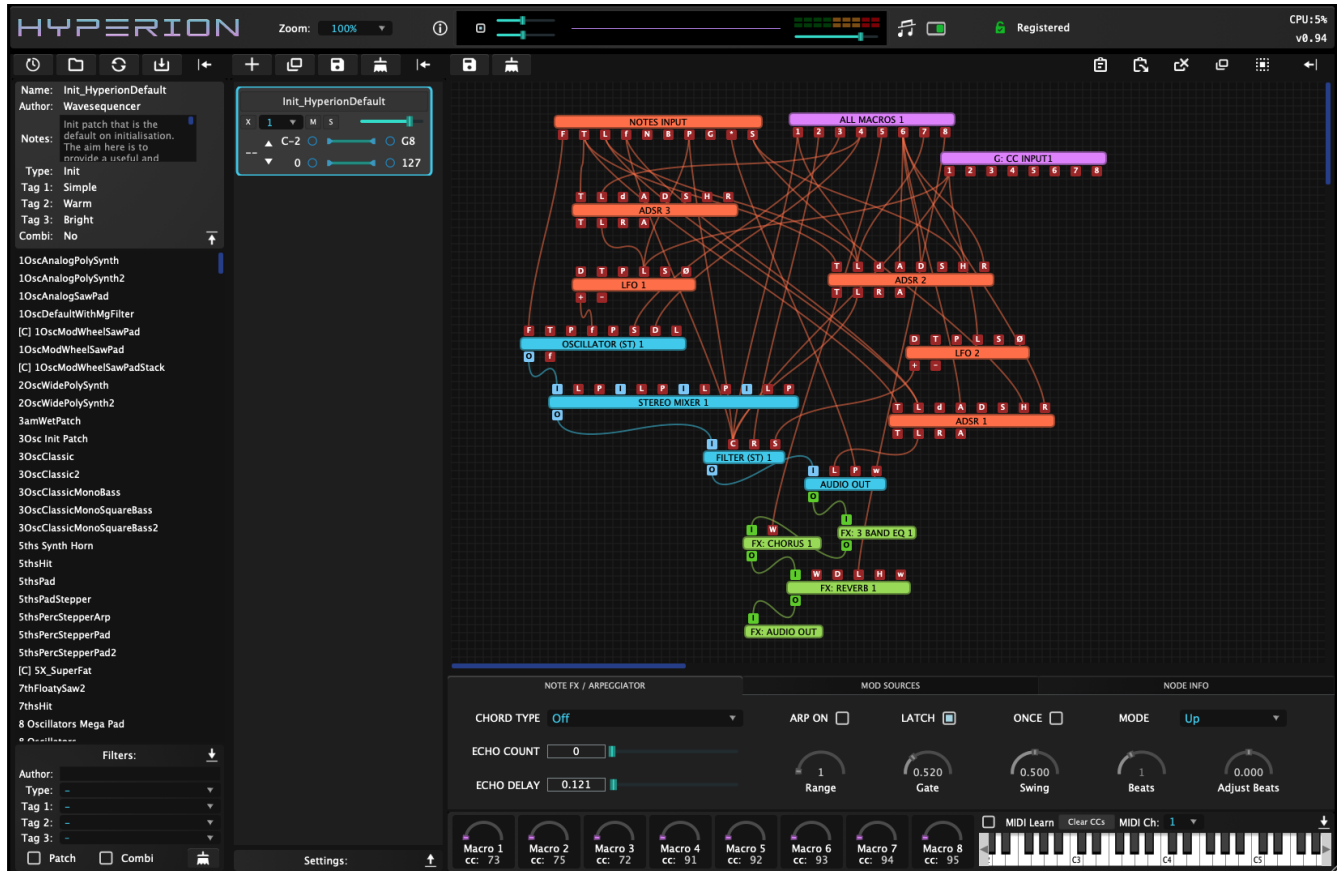 HYPERION
Zoom: 100%
Registered
CPU:5%
v0.94
Name: Init_HyperionDefault
Author: Wavesequencer
Notes: Init patch that is the
default on initialisation.
The aim here is to
provide a useful and
Type: Init
Tag 1: Simple
Tag 2: Warm
Tag 3: Bright
Combi: No
1OscAnalogPolySynth
1OscAnalogPolySynth2
1OscAnalogSawPad
1OscDefaultWithMgFilter
[C] 1OscModWheelSawPad
1OscModWheelSawPad
[C] 1OscModWheelSawPadStack
2OscWidePolySynth
2OscWidePolySynth2
3amWetPatch
3Osc Init Patch
3OscClassic
3OscClassic2
3OscClassicMonoBass
3OscClassicMonoSquareBass
3OscClassicMonoSquareBass2
5ths Synth Horn
5thsHit
5thsPad
5thsPadStepper
5thsPercStepperArp
5thsPercStepperPad
5thsPercStepperPad2
[C] 5X_SuperFat
7thFloatySaw2
7thsHit
8 Oscillators Mega Pad
Filters:
Author:
Type: –
Tag 1: –
Tag 2: –
Tag 3: –
Patch Combi
Init_HyperionDefault
X 1 M S
C-2 G8
-- 0 127
Settings:
NOTES INPUT
F T L f N B P G * S
ALL MACROS 1
1 2 3 4 5 6 7 8
G: CC INPUT1
1 2 3 4 5 6 7 8
T L d A D S H R
ADSR 3
T L R A
D T P L S Ø
LFO 1
+ −
T L d A D S H R
ADSR 2
T L R A
F T P f P S D L
OSCILLATOR (ST) 1
O f
D T P L S Ø
LFO 2
+ −
I L P I L P I L P I L P
STEREO MIXER 1
O
T L d A D S H R
ADSR 1
T L R A
I C R S
FILTER (ST) 1
O
I L P w
AUDIO OUT
O
I
FX: 3 BAND EQ 1
O
I W
FX: CHORUS 1
O
I W D L H w
FX: REVERB 1
O
I
FX: AUDIO OUT
NOTE FX / ARPEGGIATOR MOD SOURCES NODE INFO
CHORD TYPE Off ARP ON LATCH ONCE MODE Up
ECHO COUNT 0
ECHO DELAY 0.121
1 0.520 0.500 1 0.000
Range Gate Swing Beats Adjust Beats
Macro 1 Macro 2 Macro 3 Macro 4 Macro 5 Macro 6 Macro 7 Macro 8
cc: 73 cc: 75 cc: 72 cc: 91 cc: 92 cc: 93 cc: 94 cc: 95
MIDI Learn Clear CCs MIDI Ch: 1
C3 C4 C5